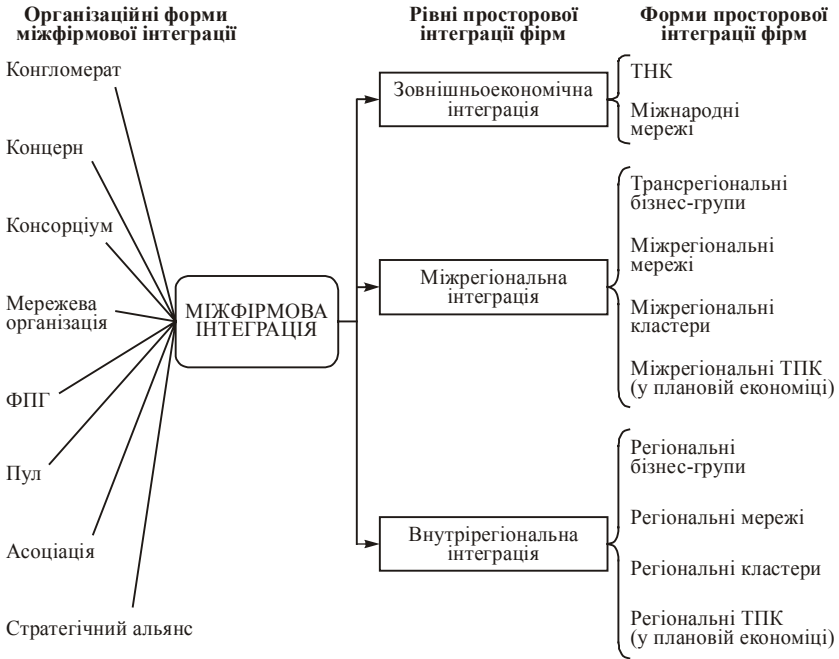 Організаційні форми
міжфірмової інтеграції
Конгломерат
Концерн
Консорціум
Мережева
організація
ФПГ
Пул
Асоціація
Стратегічний альянс
МІЖФІРМОВА
ІНТЕГРАЦІЯ
Рівні просторової
інтеграції фірм
Зовнішньоекономічна
інтеграція
Міжрегіональна
інтеграція
Внутрірегіональна
інтеграція
Форми просторової
інтеграції фірм
ТНК
Міжнародні
мережі
Трансрегіональні
бізнес-групи
Міжрегіональні
мережі
Міжрегіональні
кластери
Міжрегіональні ТПК
(у плановій економіці)
Регіональні
бізнес-групи
Регіональні мережі
Регіональні кластери
Регіональні ТПК
(у плановій економіці)